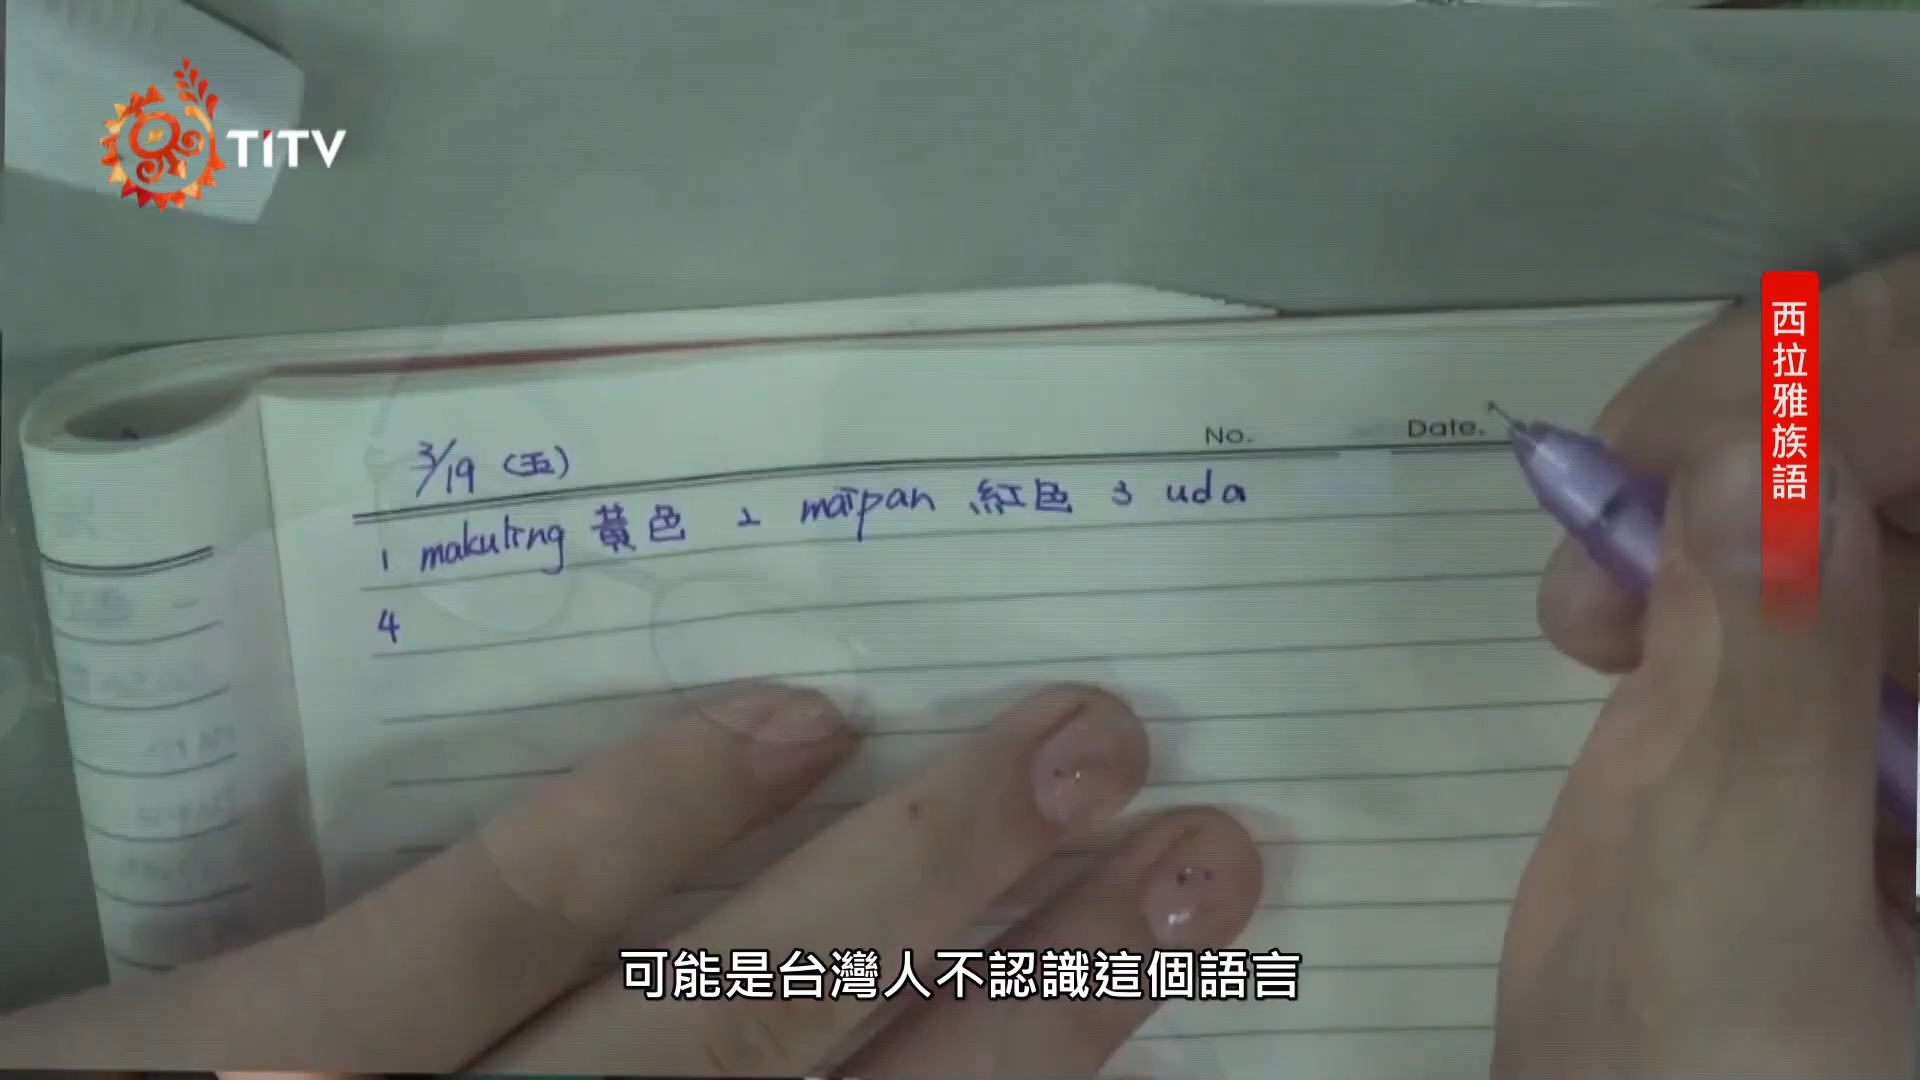 TiTV
西拉雅族語
No. Date.
3/19 (五)
1 makuling 黃色 2 maipan 紅色 3 uda
4
可能是台灣人不認識這個語言